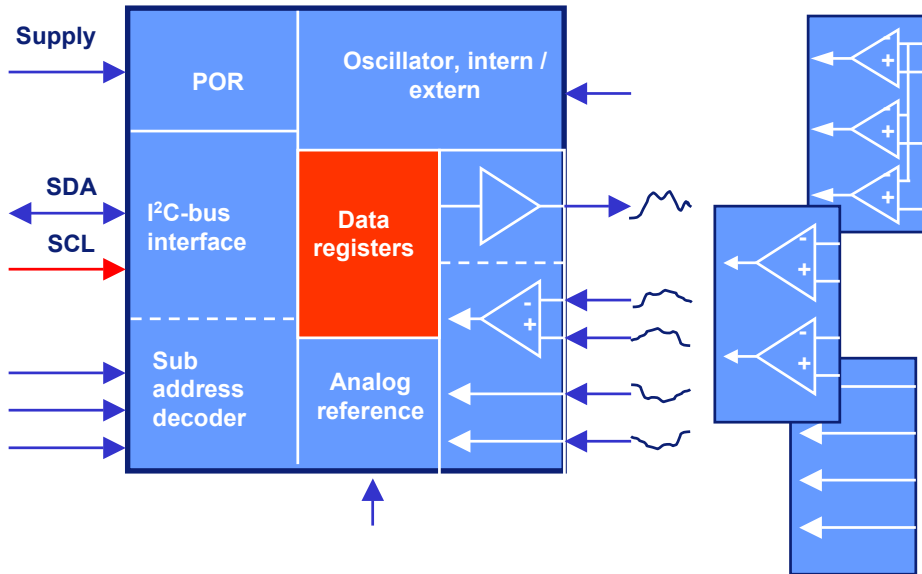 Supply
POR
Oscillator, intern /
extern
SDA
I²C-bus
interface
SCL
Data
registers
-
+
Sub
address
decoder
Analog
reference
-
+
-
+
-
+
-
+
-
+